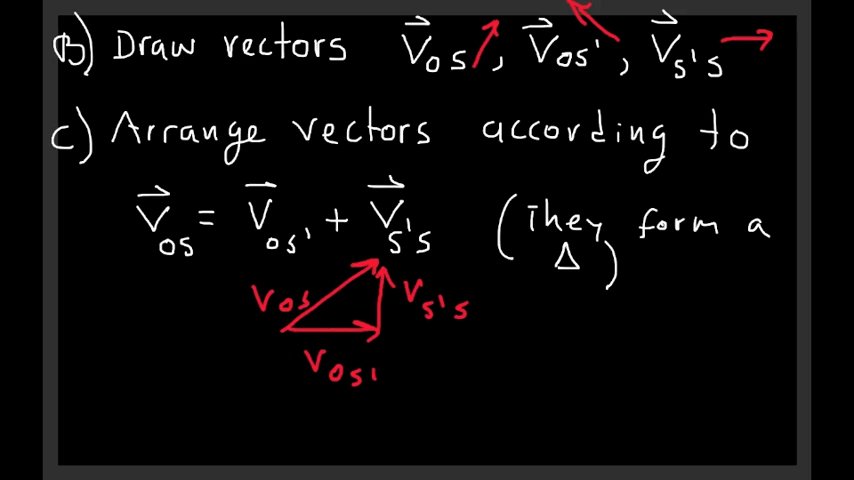 B) Draw vectors V⃗os, V⃗os', V⃗s's
c) Arrange vectors according to
V⃗os = V⃗os' + V⃗s's (They form a Δ)
Vos
Vs's
Vos'